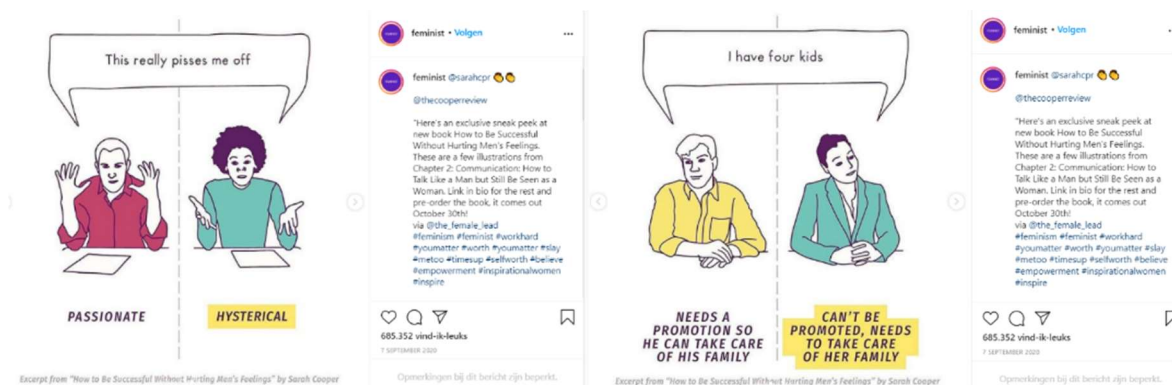 This really pisses me off
PASSIONATE
HYSTERICAL
Excerpt from "How to Be Successful Without Hurting Men's Feelings" by Sarah Cooper
feminist • Volgen
feminist @sarahcpr 👏👏
@thecooperreview
"Here's an exclusive sneak peek at
new book How to Be Successful
Without Hurting Men's Feelings.
These are a few illustrations from
Chapter 2: Communication: How to
Talk Like a Man but Still Be Seen as a
Woman. Link in bio for the rest and
pre-order the book, it comes out
October 30th!
via @the_female_lead
#feminism #feminist #workhard
#youmatter #worth #youmatter #slay
#metoo #timesup #selfworth #believe
#empowerment #inspirationalwomen
#inspire
685.352 vind-ik-leuks
7 SEPTEMBER 2020
Opmerkingen bij dit bericht zijn beperkt.
I have four kids
NEEDS A
PROMOTION SO
HE CAN TAKE CARE
OF HIS FAMILY
CAN'T BE
PROMOTED, NEEDS
TO TAKE CARE
OF HER FAMILY
Excerpt from "How to Be Successful Without Hurting Men's Feelings" by Sarah Cooper
feminist • Volgen
feminist @sarahcpr 👏👏
@thecooperreview
"Here's an exclusive sneak peek at
new book How to Be Successful
Without Hurting Men's Feelings.
These are a few illustrations from
Chapter 2: Communication: How to
Talk Like a Man but Still Be Seen as a
Woman. Link in bio for the rest and
pre-order the book, it comes out
October 30th!
via @the_female_lead
#feminism #feminist #workhard
#youmatter #worth #youmatter #slay
#metoo #timesup #selfworth #believe
#empowerment #inspirationalwomen
#inspire
685.352 vind-ik-leuks
7 SEPTEMBER 2020
Opmerkingen bij dit bericht zijn beperkt.